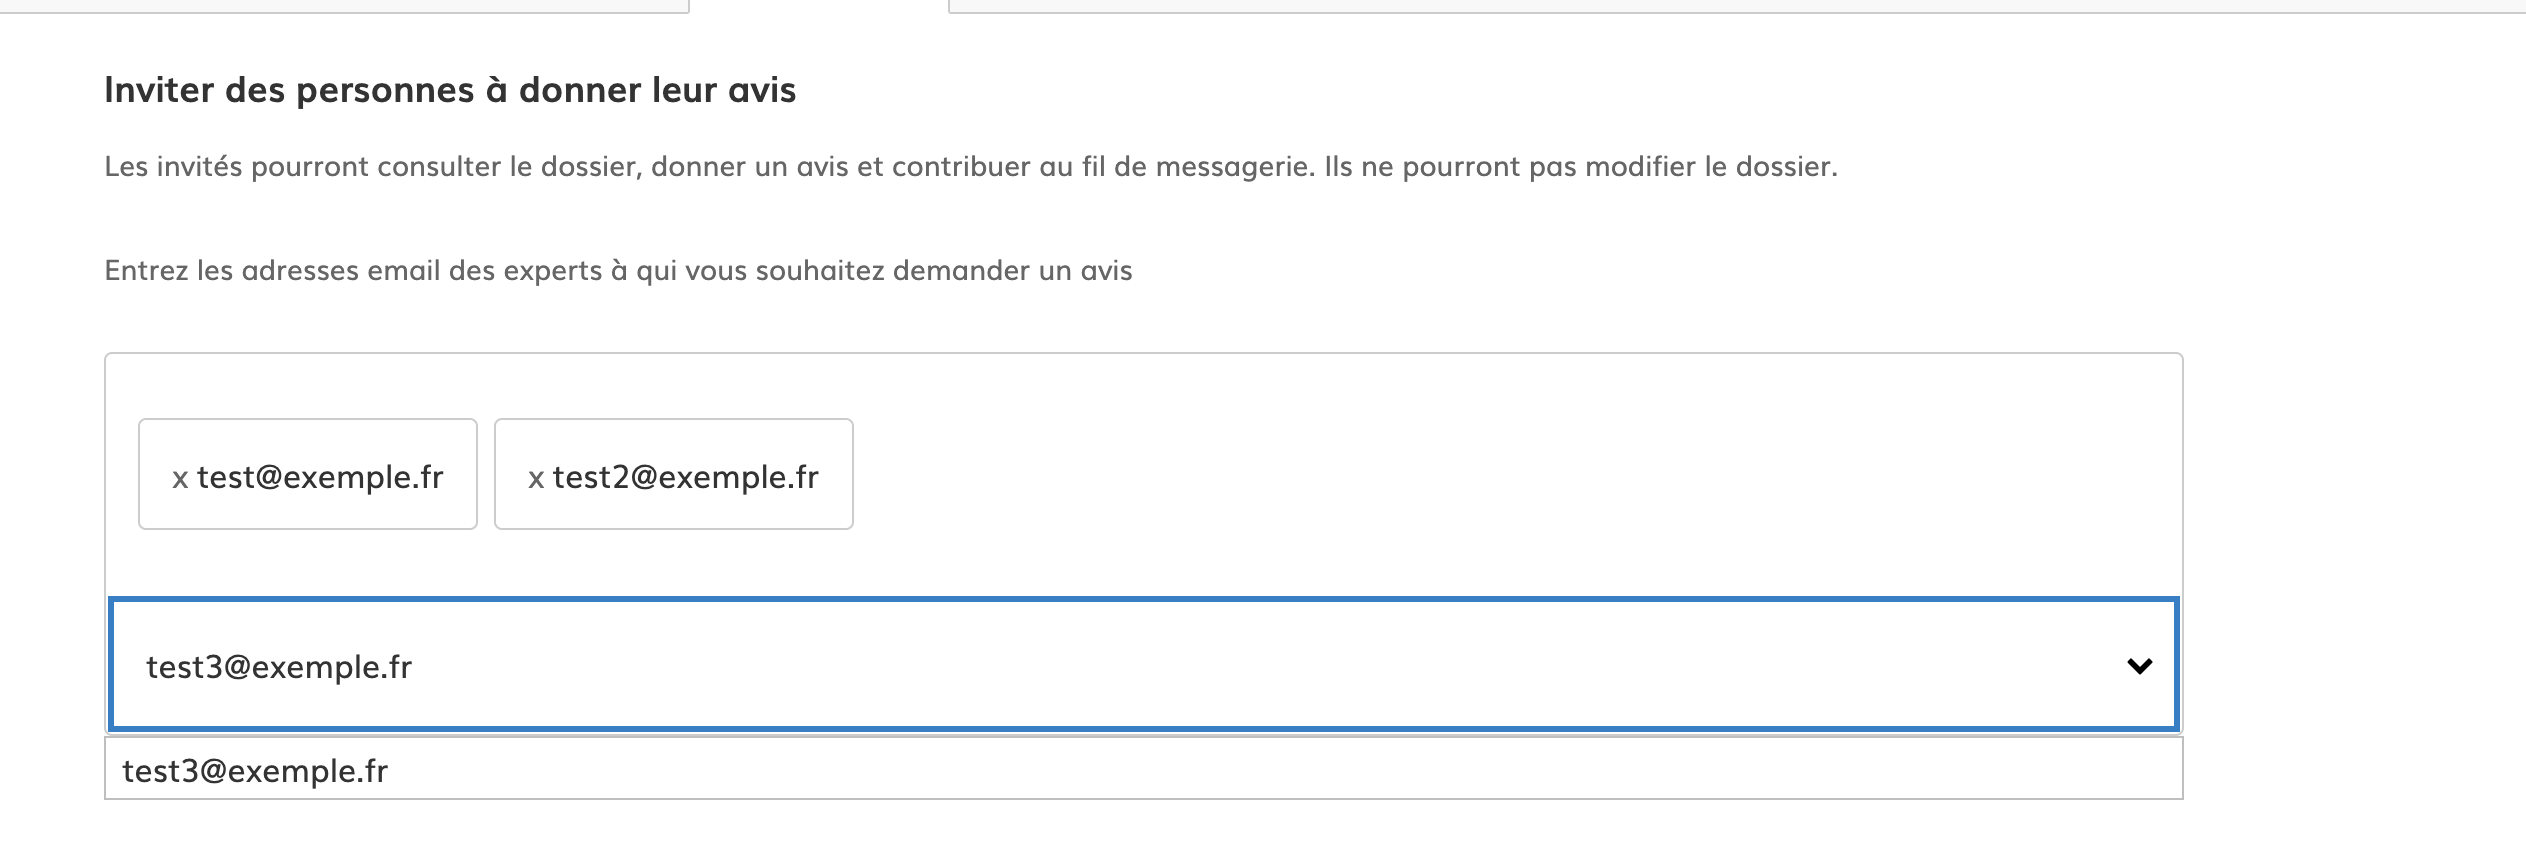 Inviter des personnes à donner leur avis
Les invités pourront consulter le dossier, donner un avis et contribuer au fil de messagerie. Ils ne pourront pas modifier le dossier.
Entrez les adresses email des experts à qui vous souhaitez demander un avis
x test@exemple.fr x test2@exemple.fr
test3@exemple.fr
test3@exemple.fr